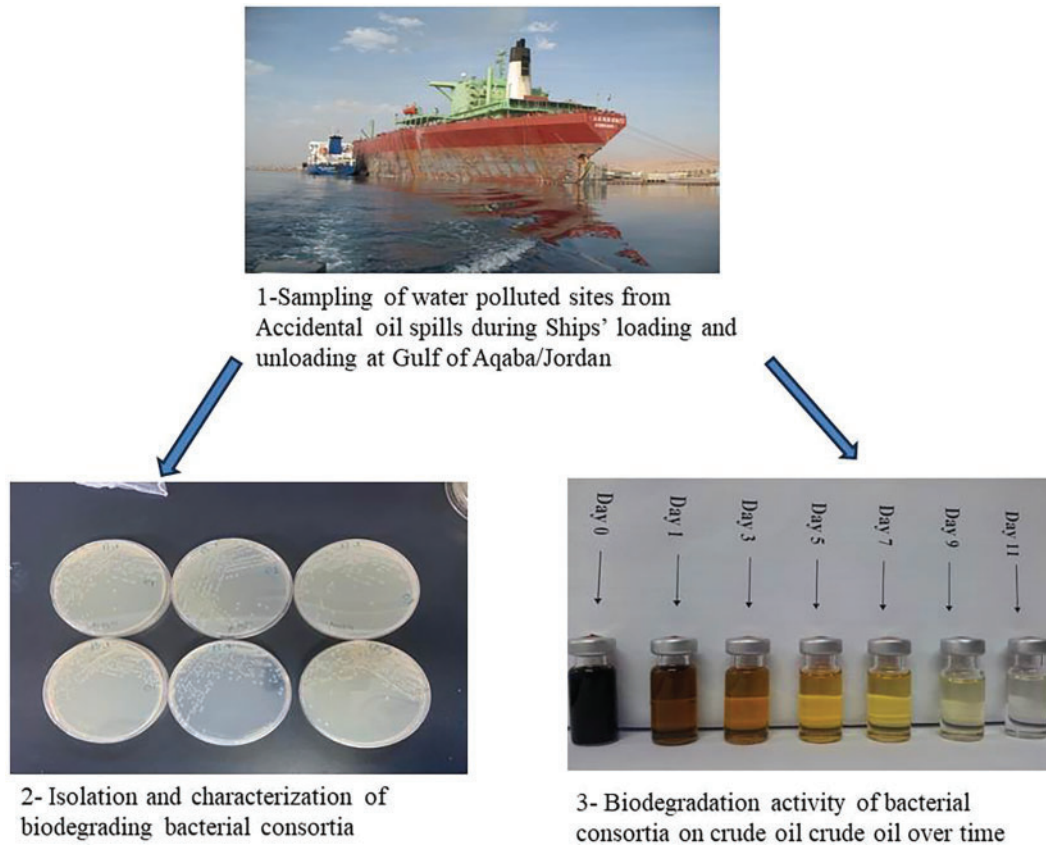 1-Sampling of water polluted sites from
Accidental oil spills during Ships’ loading and
unloading at Gulf of Aqaba/Jordan
Day 0
Day 1
Day 3
Day 5
Day 7
Day 9
Day 11
2- Isolation and characterization of
biodegrading bacterial consortia
3- Biodegradation activity of bacterial
consortia on crude oil crude oil over time